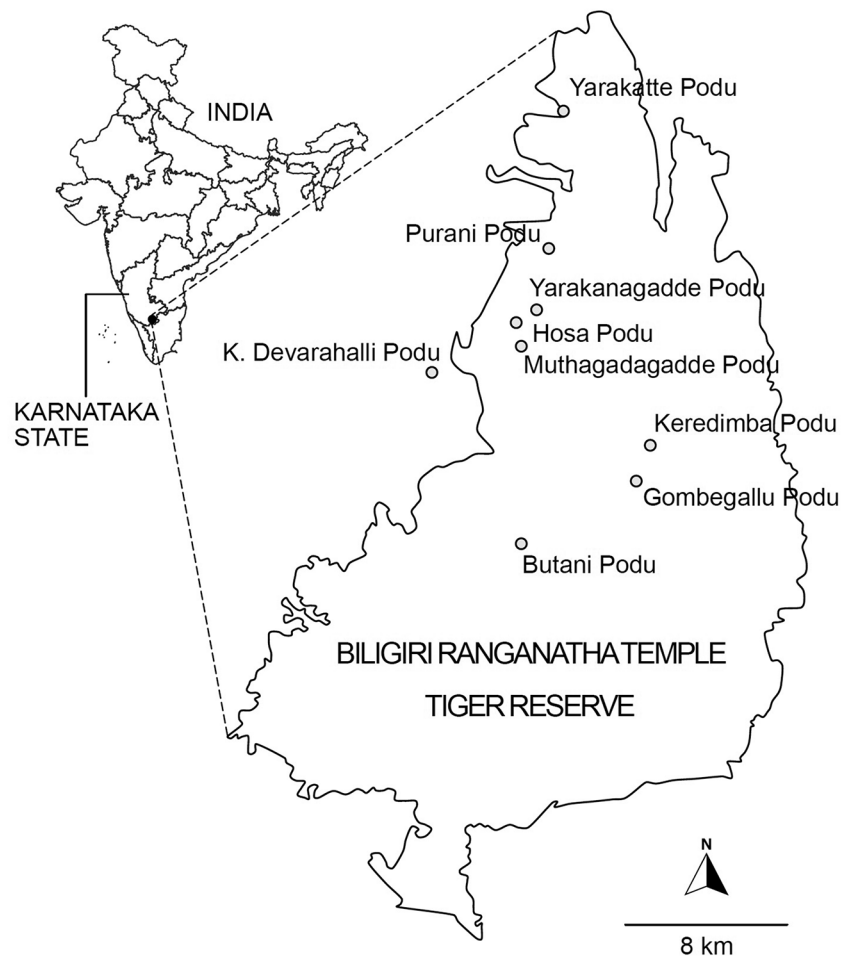 INDIA
Yarakatte Podu
Purani Podu
Yarakanagadde Podu
Hosa Podu
K. Devarahalli Podu
Muthagadagadde Podu
KARNATAKA
STATE
Keredimba Podu
Gombegallu Podu
Butani Podu
BILIGIRI RANGANATHA TEMPLE
TIGER RESERVE
N
8 km